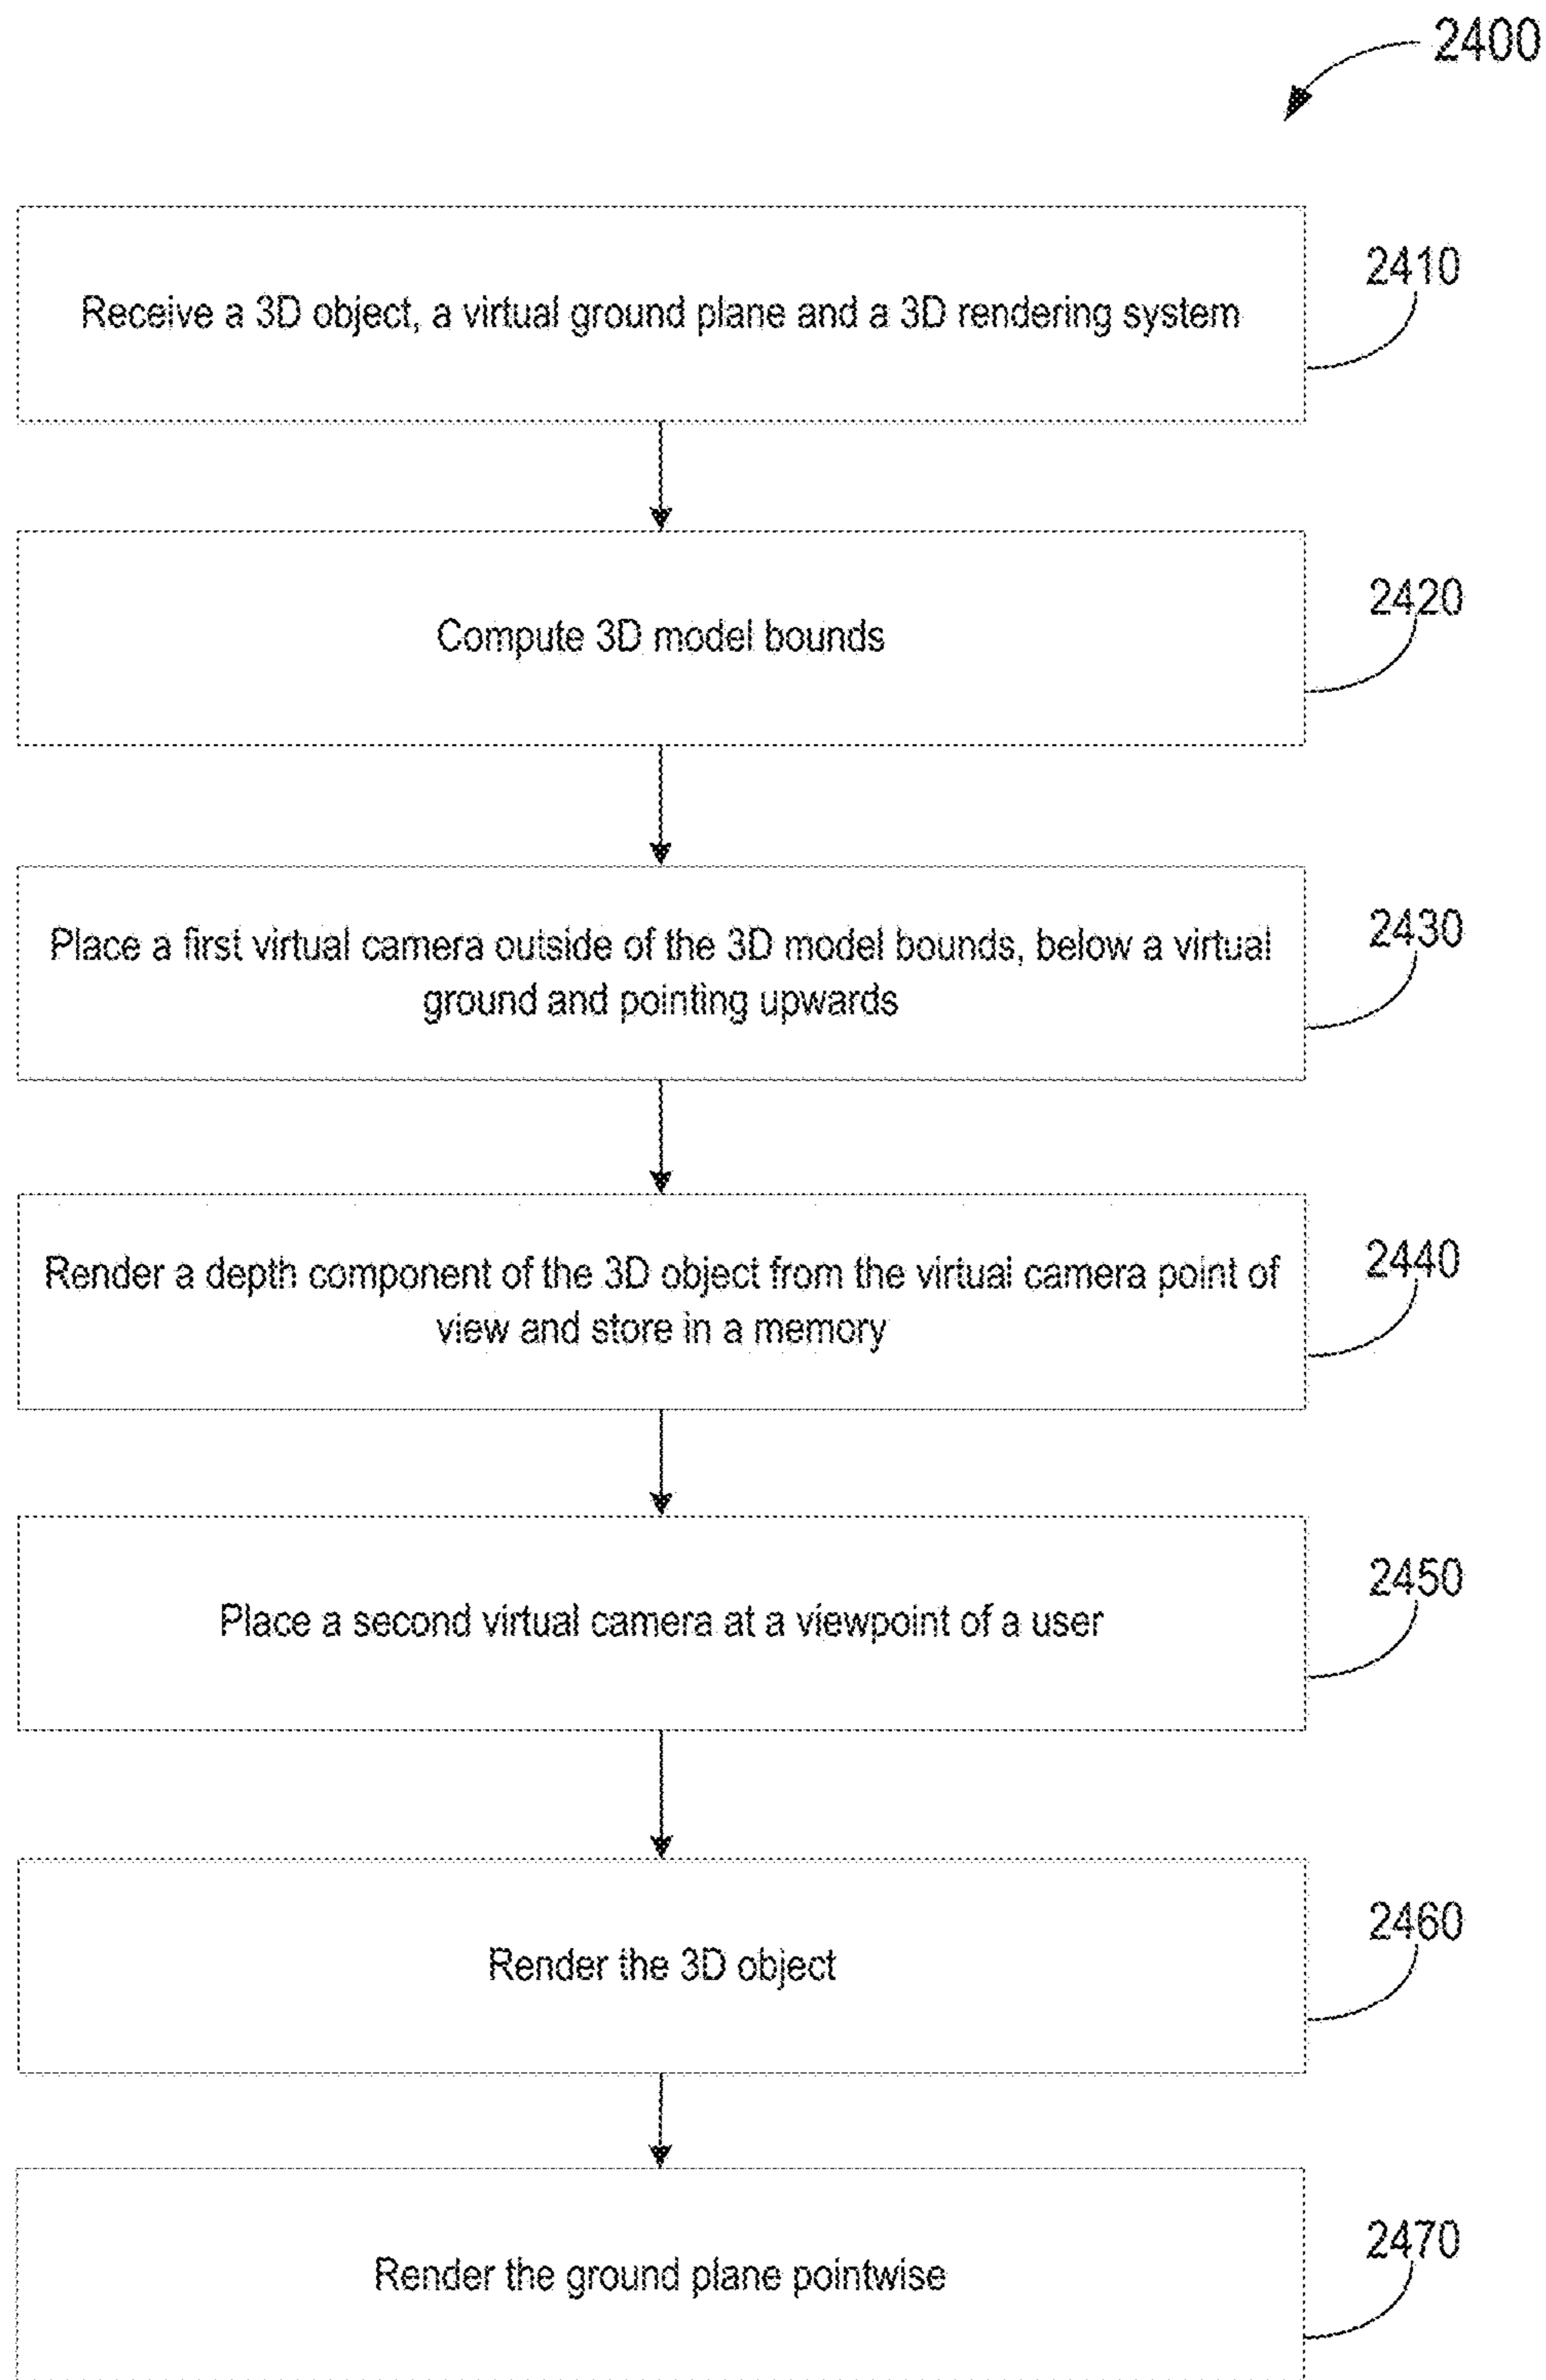 2400
Receive a 3D object, a virtual ground plane and a 3D rendering system
2410
Compute 3D model bounds
2420
Place a first virtual camera outside of the 3D model bounds, below a virtual
ground and pointing upwards
2430
Render a depth component of the 3D object from the virtual camera point of
view and store in a memory
2440
Place a second virtual camera at a viewpoint of a user
2450
Render the 3D object
2460
Render the ground plane pointwise
2470